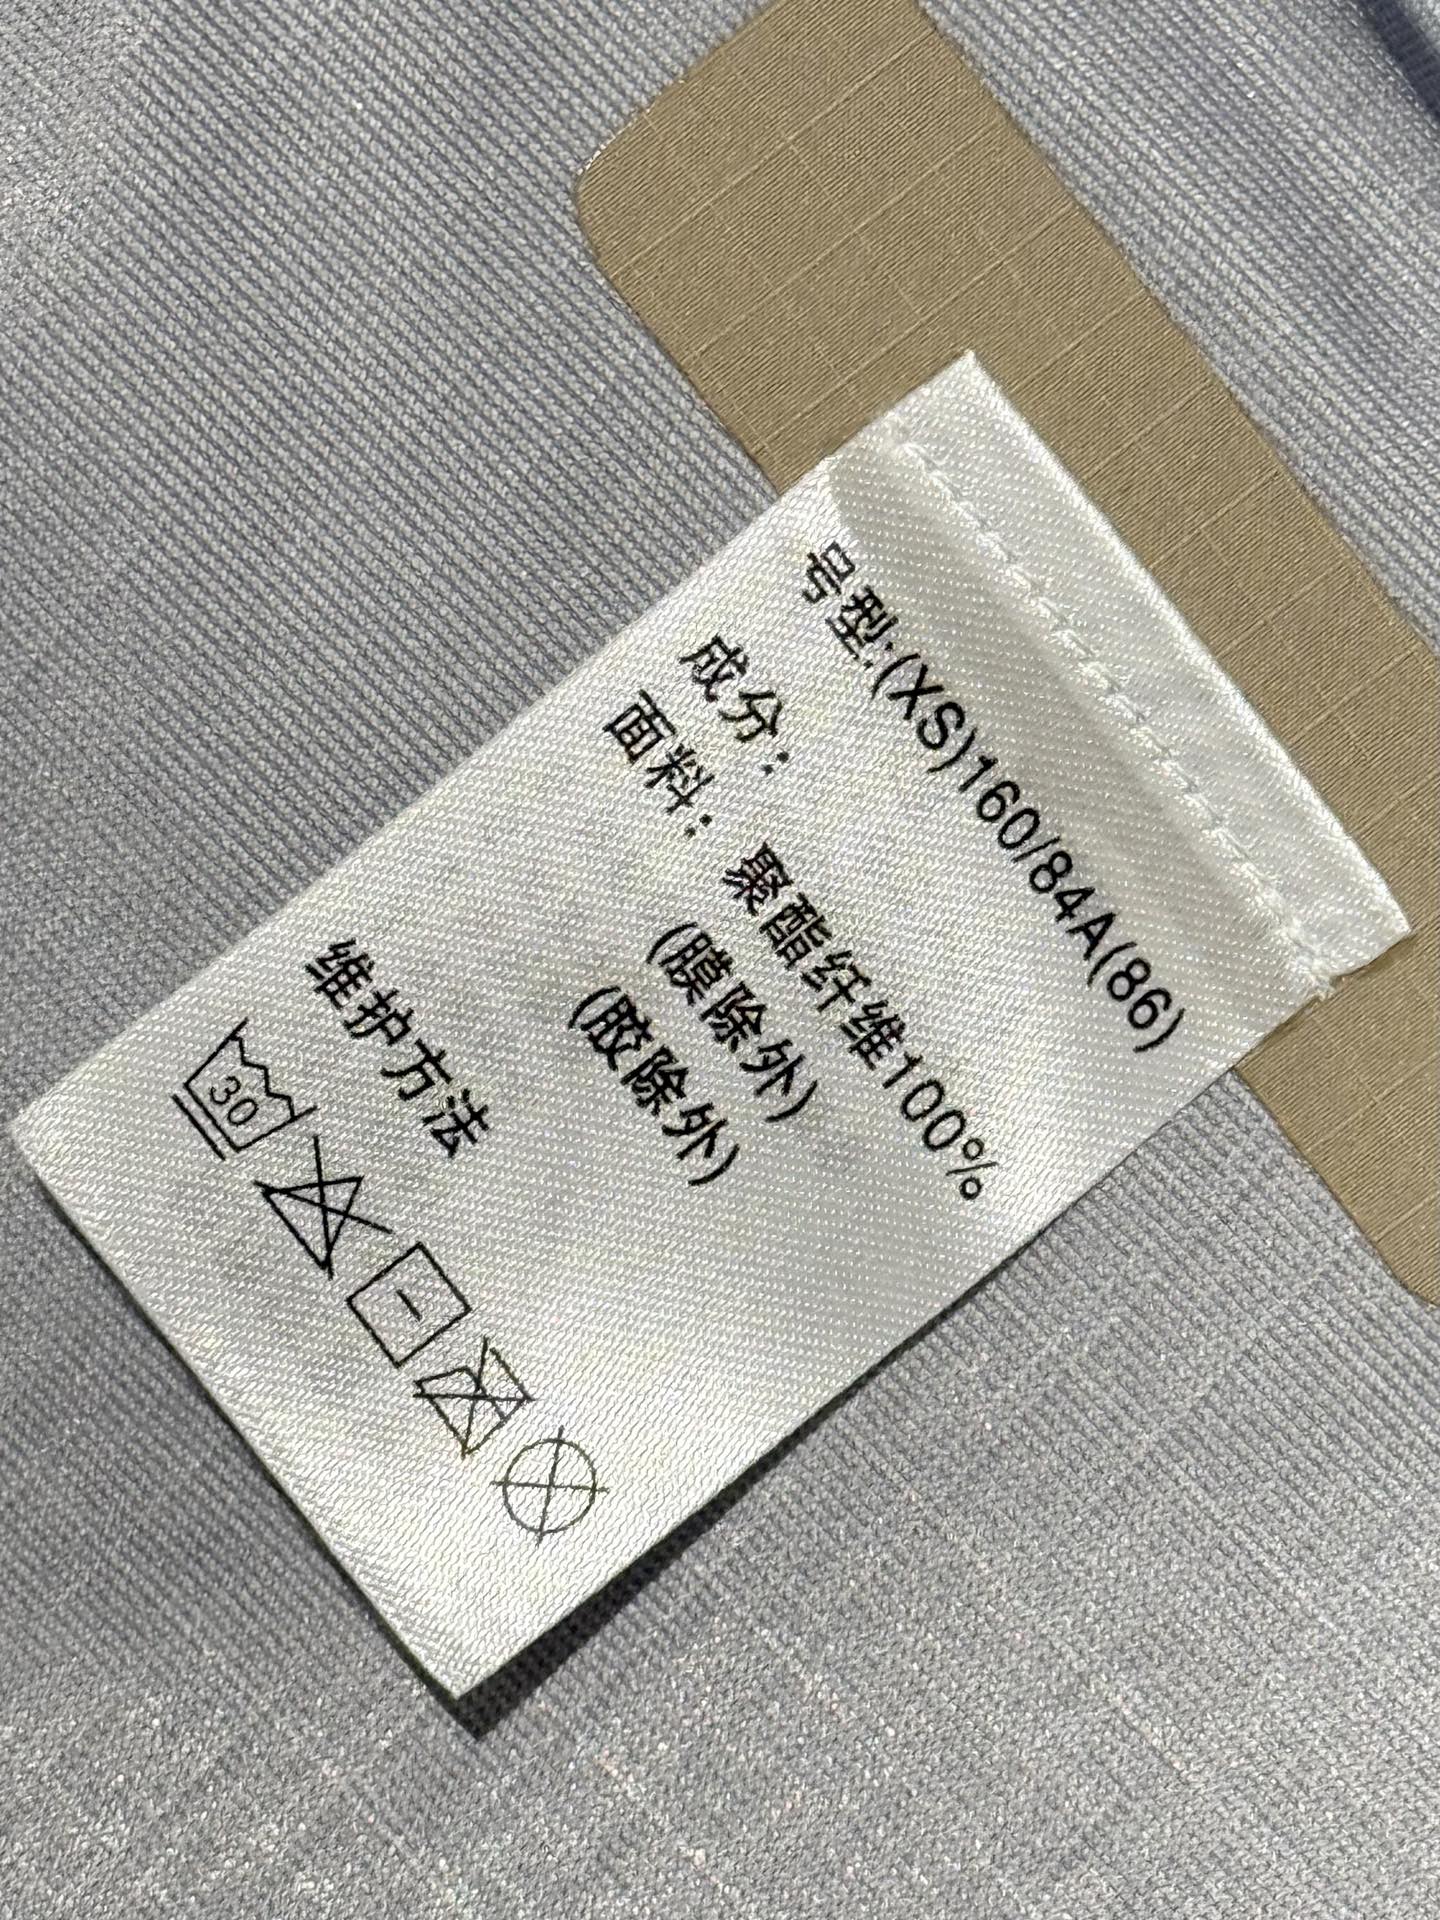 号型:(XS)160/84A(86)
成分：
面料： 聚酯纤维100%
(膜除外)
(胶除外)
维护方法
30